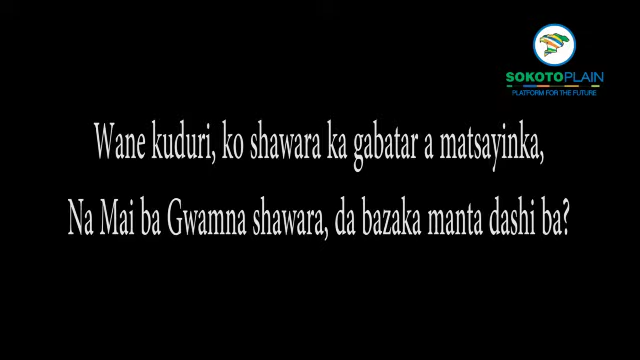 SOKOTOPLAIN
PLATFORM FOR THE FUTURE
Wane kuduri, ko shawara ka gabatar a matsayinka,
Na Mai ba Gwamna shawara, da bazaka manta dashi ba?